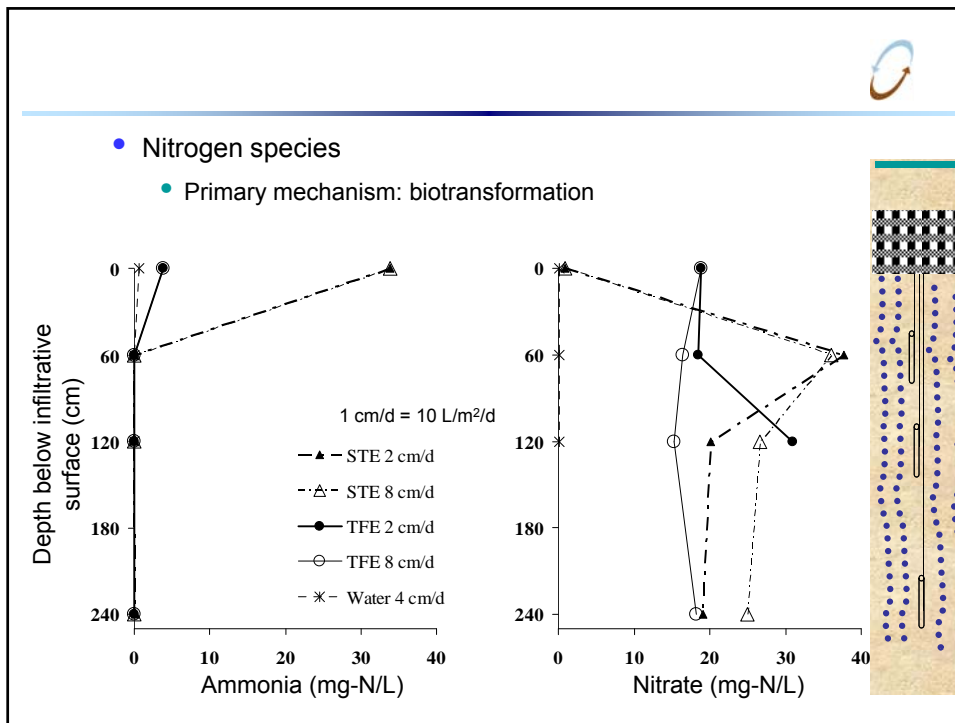 Nitrogen species
Primary mechanism: biotransformation
Depth below infiltrative
surface (cm)
0
60
120
180
240
0 10 20 30 40
Ammonia (mg-N/L)
1 cm/d = 10 L/m²/d
STE 2 cm/d
STE 8 cm/d
TFE 2 cm/d
TFE 8 cm/d
Water 4 cm/d
0
60
120
180
240
0 10 20 30 40
Nitrate (mg-N/L)